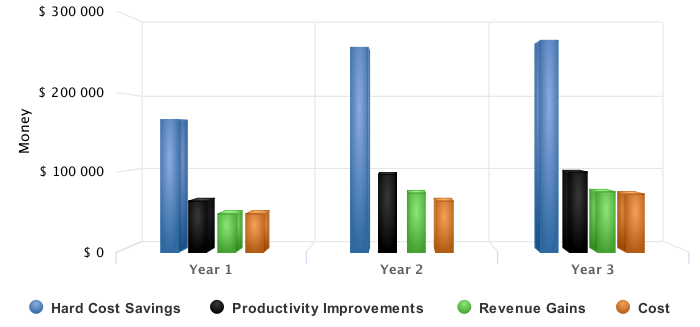 $ 300 000
$ 200 000
$ 100 000
$ 0
Money
Year 1
Year 2
Year 3
Hard Cost Savings
Productivity Improvements
Revenue Gains
Cost